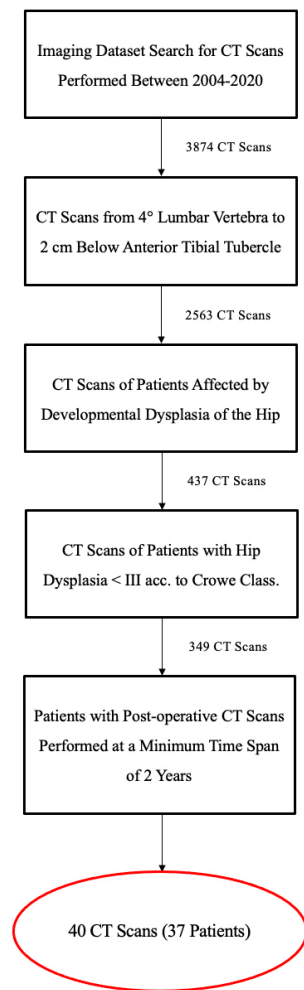 Imaging Dataset Search for CT Scans
Performed Between 2004-2020
3874 CT Scans
CT Scans from 4° Lumbar Vertebra to
2 cm Below Anterior Tibial Tubercle
2563 CT Scans
CT Scans of Patients Affected by
Developmental Dysplasia of the Hip
437 CT Scans
CT Scans of Patients with Hip
Dysplasia < III acc. to Crowe Class.
349 CT Scans
Patients with Post-operative CT Scans
Performed at a Minimum Time Span
of 2 Years
40 CT Scans (37 Patients)